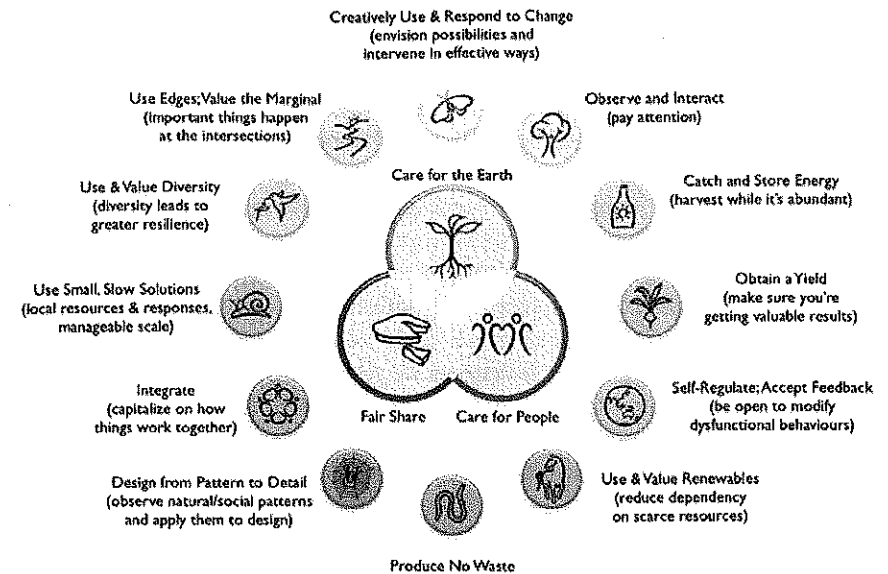 Creatively Use & Respond to Change
(envision possibilities and
intervene in effective ways)
Observe and Interact
(pay attention)
Catch and Store Energy
(harvest while it's abundant)
Obtain a Yield
(make sure you're
getting valuable results)
Self-Regulate; Accept Feedback
(be open to modify
dysfunctional behaviours)
Use & Value Renewables
(reduce dependency
on scarce resources)
Produce No Waste
Design from Pattern to Detail
(observe natural/social patterns
and apply them to design)
Integrate
(capitalize on how
things work together)
Use Small, Slow Solutions
(local resources & responses,
manageable scale)
Use & Value Diversity
(diversity leads to
greater resilience)
Use Edges; Value the Marginal
(important things happen
at the intersections)
Care for the Earth
Fair Share
Care for People